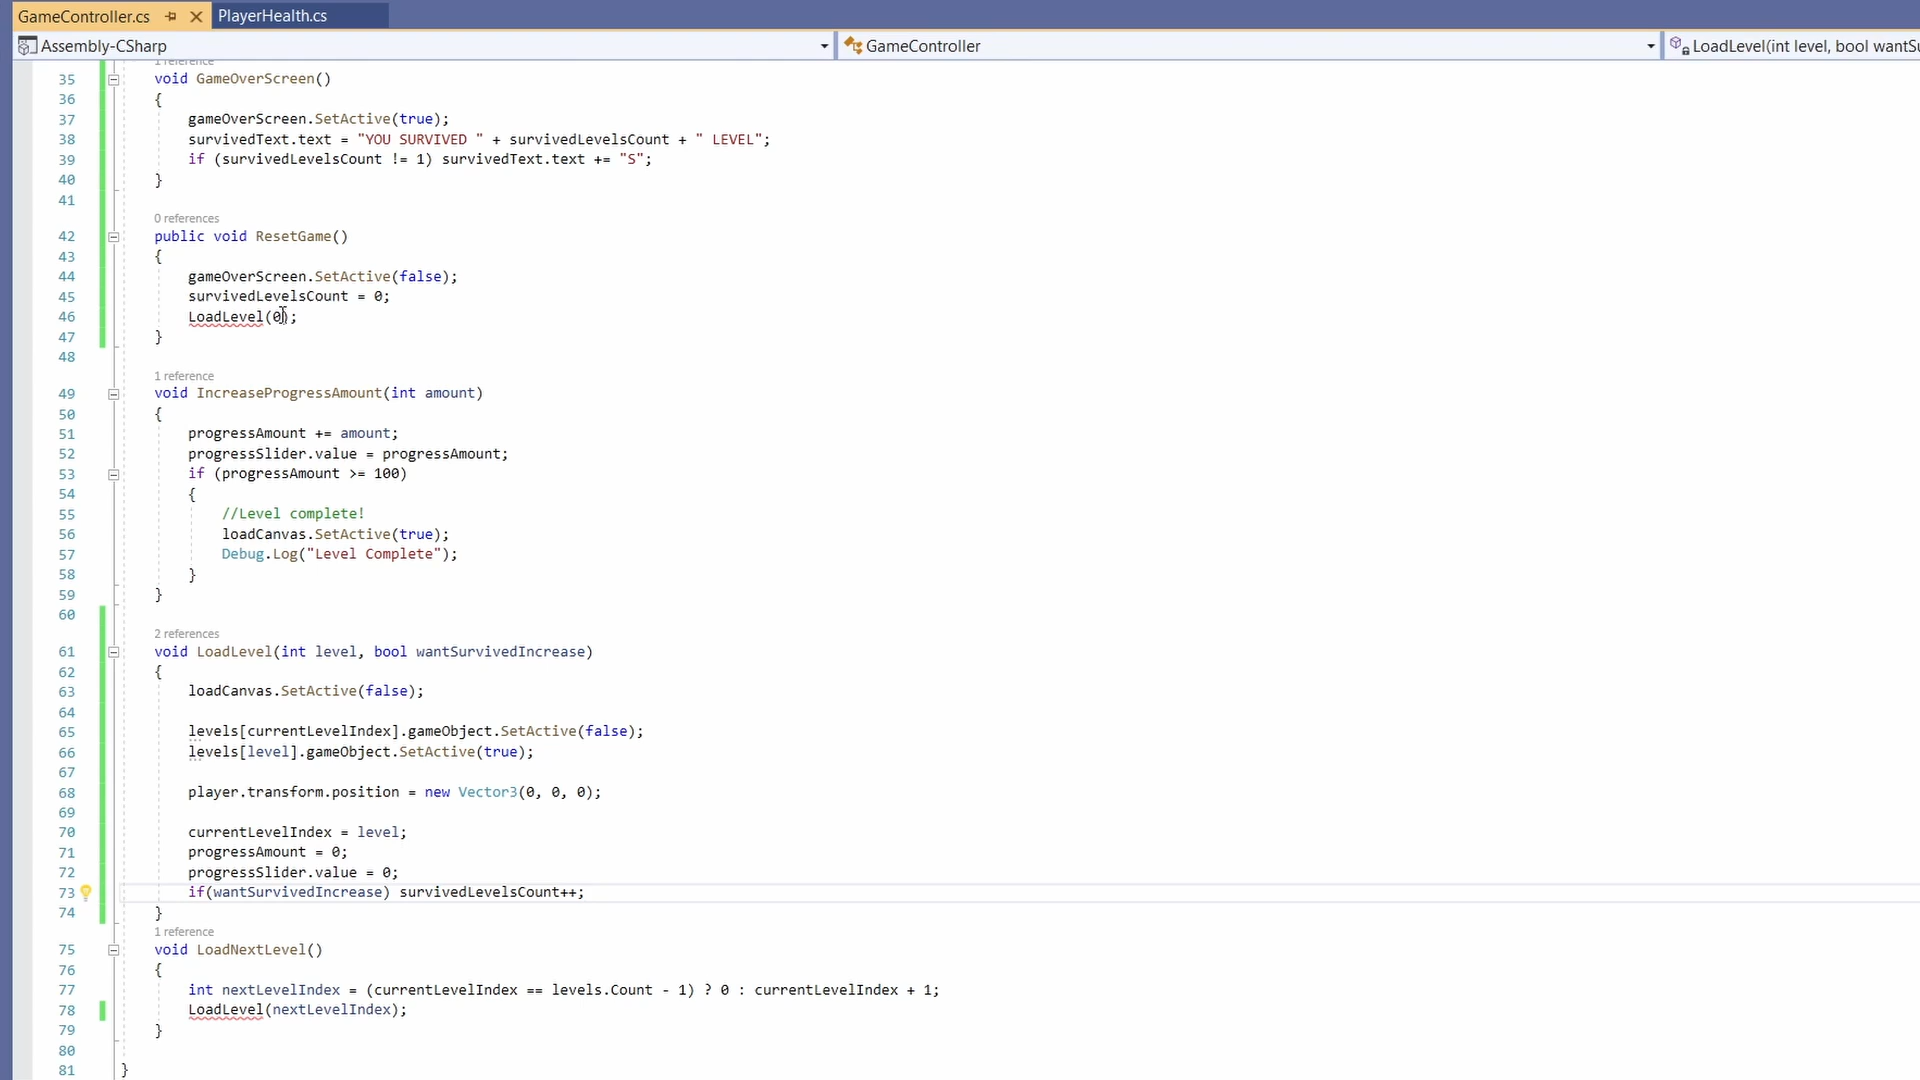 GameController.cs
PlayerHealth.cs
Assembly-CSharp
GameController
LoadLevel(int level, bool wantSu
1 reference
35 void GameOverScreen()
36 {
37 gameOverScreen.SetActive(true);
38 survivedText.text = "YOU SURVIVED " + survivedLevelsCount + " LEVEL";
39 if (survivedLevelsCount != 1) survivedText.text += "S";
40 }
41
0 references
42 public void ResetGame()
43 {
44 gameOverScreen.SetActive(false);
45 survivedLevelsCount = 0;
46 LoadLevel(0);
47 }
48
1 reference
49 void IncreaseProgressAmount(int amount)
50 {
51 progressAmount += amount;
52 progressSlider.value = progressAmount;
53 if (progressAmount >= 100)
54 {
55 //Level complete!
56 loadCanvas.SetActive(true);
57 Debug.Log("Level Complete");
58 }
59 }
60
2 references
61 void LoadLevel(int level, bool wantSurvivedIncrease)
62 {
63 loadCanvas.SetActive(false);
64
65 levels[currentLevelIndex].gameObject.SetActive(false);
66 levels[level].gameObject.SetActive(true);
67
68 player.transform.position = new Vector3(0, 0, 0);
69
70 currentLevelIndex = level;
71 progressAmount = 0;
72 progressSlider.value = 0;
73 if(wantSurvivedIncrease) survivedLevelsCount++;
74 }
1 reference
75 void LoadNextLevel()
76 {
77 int nextLevelIndex = (currentLevelIndex == levels.Count - 1) ? 0 : currentLevelIndex + 1;
78 LoadLevel(nextLevelIndex);
79 }
80
81 }